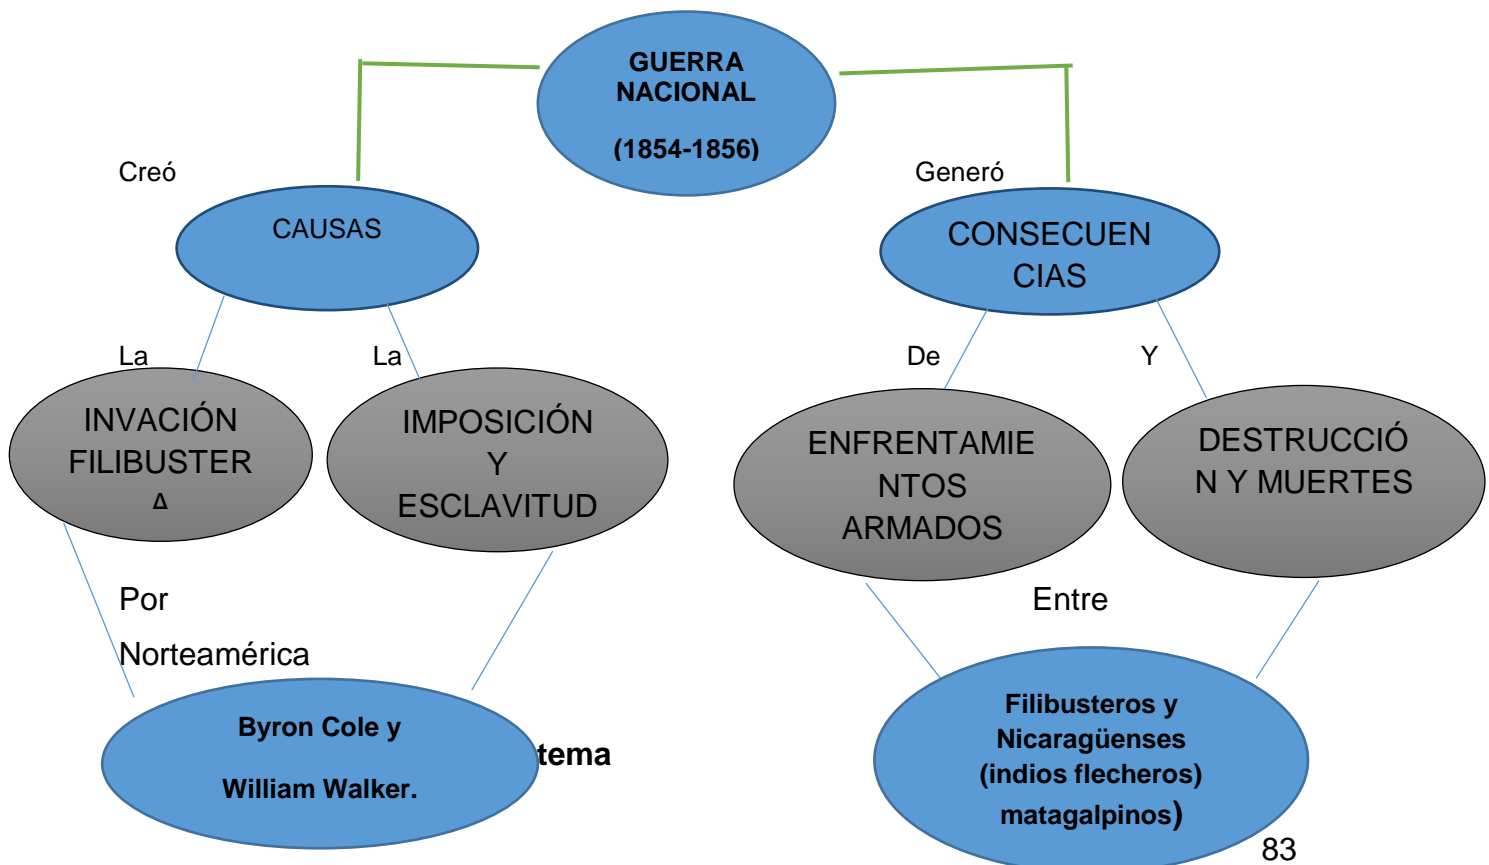 GUERRA
NACIONAL
(1854-1856)
Creó
Generó
CAUSAS
CONSECUEN
CIAS
La
La
De
Y
INVACIÓN
FILIBUSTER
A
IMPOSICIÓN
Y
ESCLAVITUD
ENFRENTAMIE
NTOS
ARMADOS
DESTRUCCIÓ
N Y MUERTES
Por
Norteamérica
Entre
Byron Cole y
William Walker.
tema
Filibusteros y
Nicaragüenses
(indios flecheros)
matagalpinos)
83